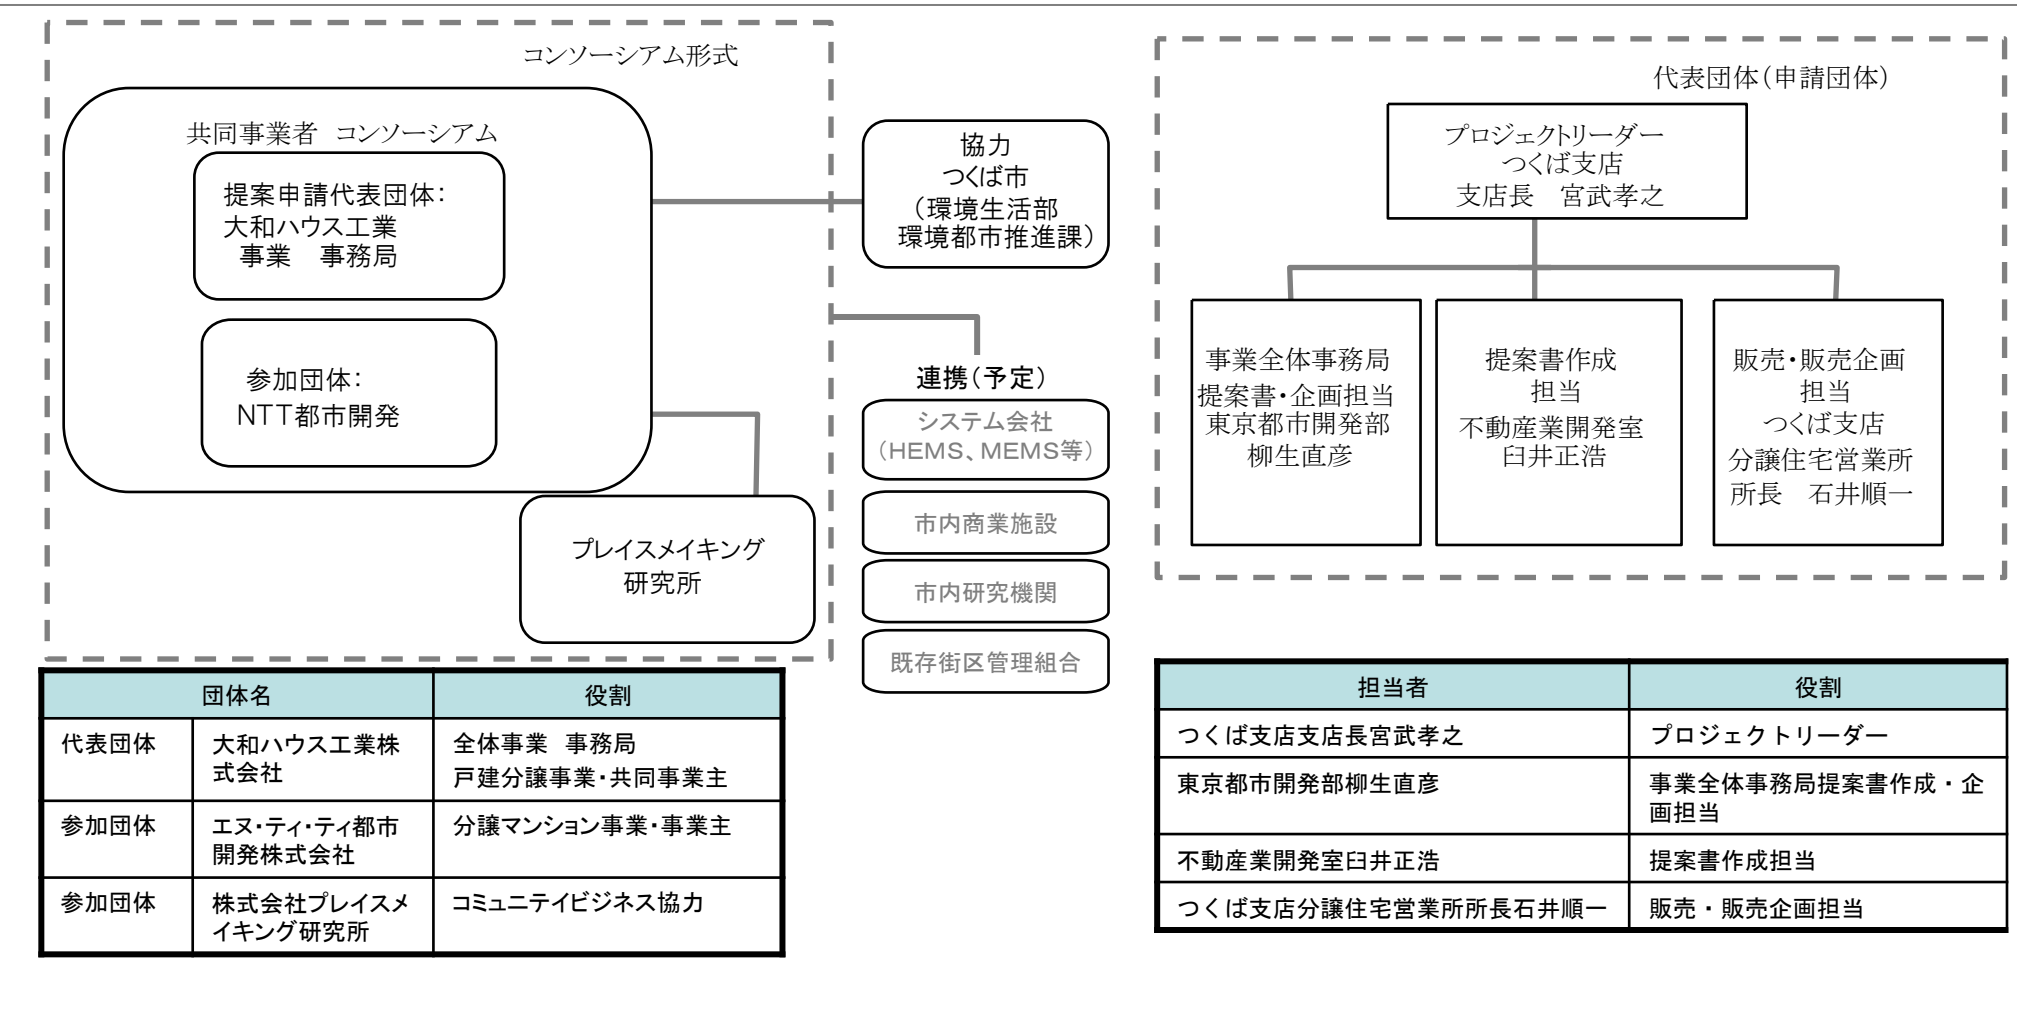 コンソーシアム形式
共同事業者　コンソーシアム
提案申請代表団体：
大和ハウス工業
事業　事務局
参加団体：
NTT都市開発
プレイスメイキング
研究所
協力
つくば市
（環境生活部
環境都市推進課）
連携（予定）
システム会社
（HEMS、MEMS等）
市内商業施設
市内研究機関
既存街区管理組合
代表団体（申請団体）
プロジェクトリーダー
つくば支店
支店長　宮武孝之
事業全体事務局
提案書・企画担当
東京都市開発部
柳生直彦
提案書作成
担当
不動産業開発室
臼井正浩
販売・販売企画
担当
つくば支店
分譲住宅営業所
所長　石井順一
団体名
役割
代表団体
大和ハウス工業株
式会社
全体事業　事務局
戸建分譲事業・共同事業主
参加団体
エヌ・ティ・ティ都市
開発株式会社
分譲マンション事業・事業主
参加団体
株式会社プレイスメ
イキング研究所
コミュニテイビジネス協力
担当者
役割
つくば支店支店長宮武孝之
プロジェクトリーダー
東京都市開発部柳生直彦
事業全体事務局提案書作成・企
画担当
不動産業開発室臼井正浩
提案書作成担当
つくば支店分譲住宅営業所所長石井順一
販売・販売企画担当